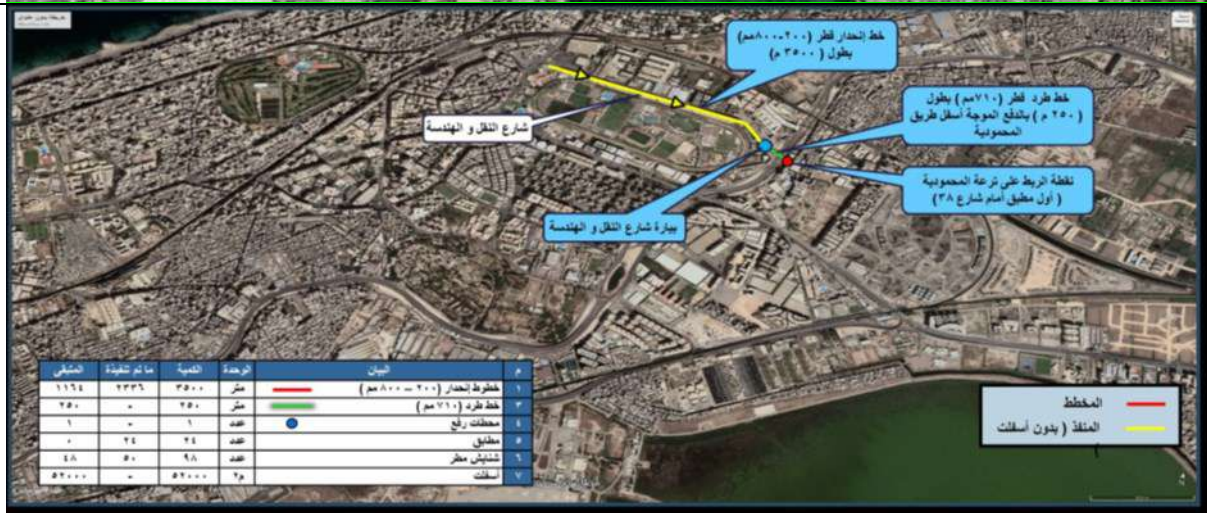 خط إنحدار قطر (٢٠٠-٨٠٠مم)
بطول ( ٣٥٠٠ م )
شارع النقل و الهندسة
خط طرد قطر (٧١٠مم ) بطول
( ٢٥٠ م ) بالدفع الموجة أسفل طريق
المحمودية
نقطة الربط على ترعة المحمودية
( أول مطبق أمام شارع ٣٨)
بيارة شارع النقل و الهندسة
م البيان الوحدة الكمية ما تم تنفيذة المتبقى
١ خطوط إنحدار (٢٠٠ – ٨٠٠ مم ) متر ٣٥٠٠ ٢٣٣٦ ١١٦٤
٣ خط طرد (٧١٠ مم ) متر ٢٥٠ - ٢٥٠
٤ محطات رفع عدد ١ - ١
٥ مطابق عدد ٢٤ ٢٤ ٠
٦ شنايش مطر عدد ٩٨ ٥٠ ٤٨
٧ أسفلت م٢ ٥٢٠٠٠ - ٥٢٠٠٠
المخطط
المنفذ ( بدون أسفلت